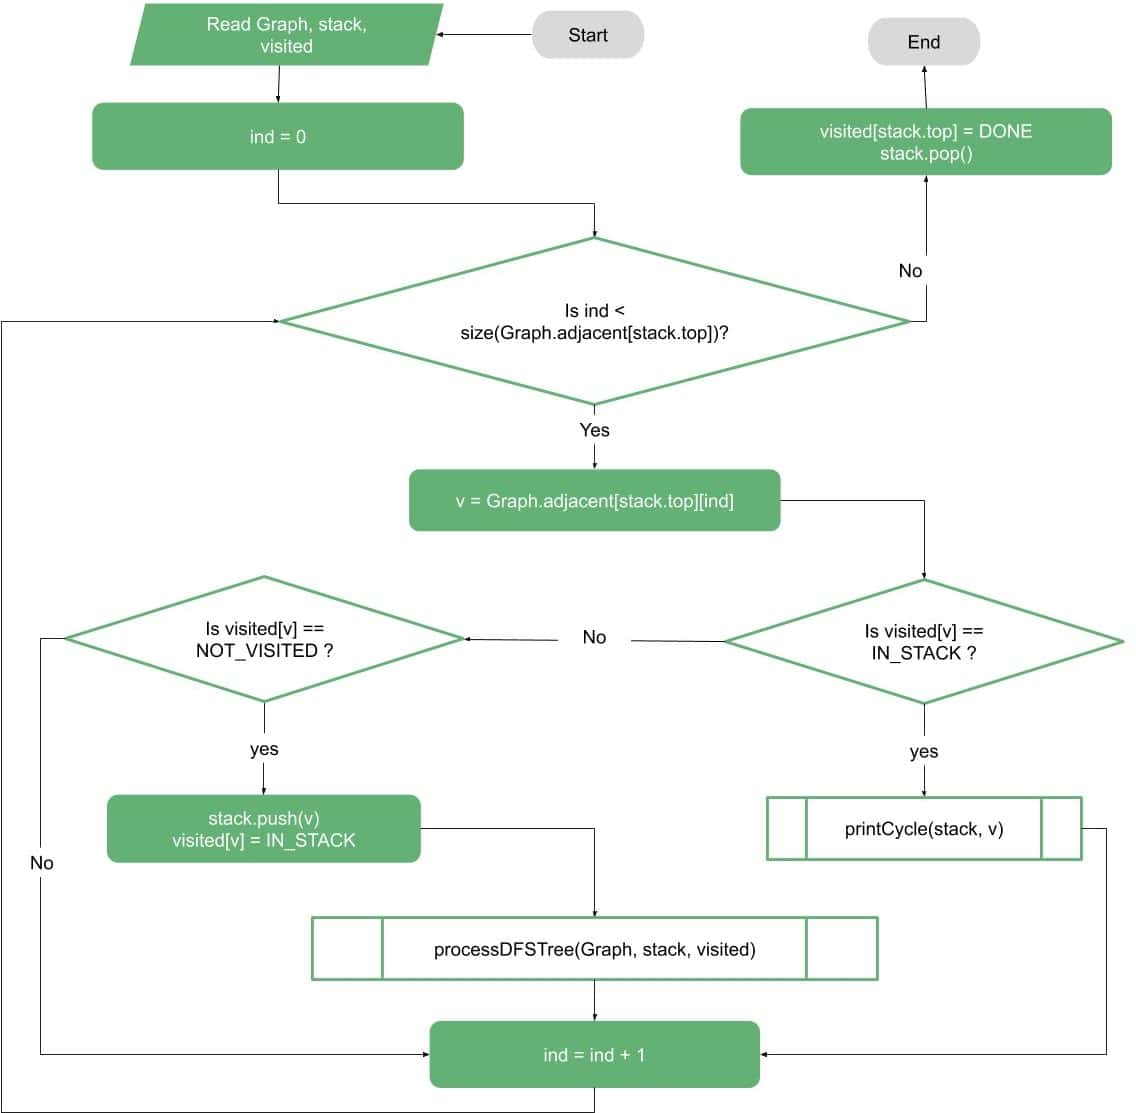 Start
Read Graph, stack,
visited
ind = 0
End
visited[stack.top] = DONE
stack.pop()
No
Is ind <
size(Graph.adjacent[stack.top])?
Yes
v = Graph.adjacent[stack.top][ind]
Is visited[v] ==
IN_STACK ?
No
Is visited[v] ==
NOT_VISITED ?
yes
yes
stack.push(v)
visited[v] = IN_STACK
printCycle(stack, v)
No
processDFSTree(Graph, stack, visited)
ind = ind + 1